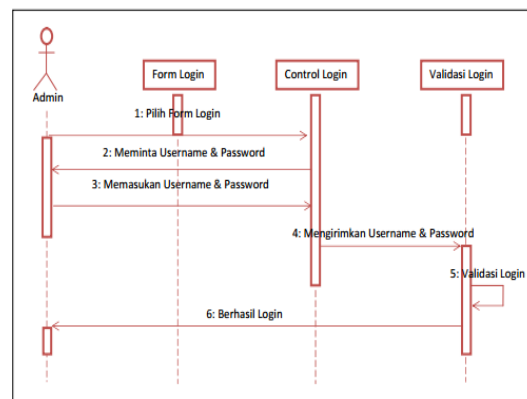 Form Login
Control Login
Validasi Login
Admin
1: Pilih Form Login
2: Meminta Username & Password
3: Memasukan Username & Password
4: Mengirimkan Username & Password
5: Validasi Login
6: Berhasil Login